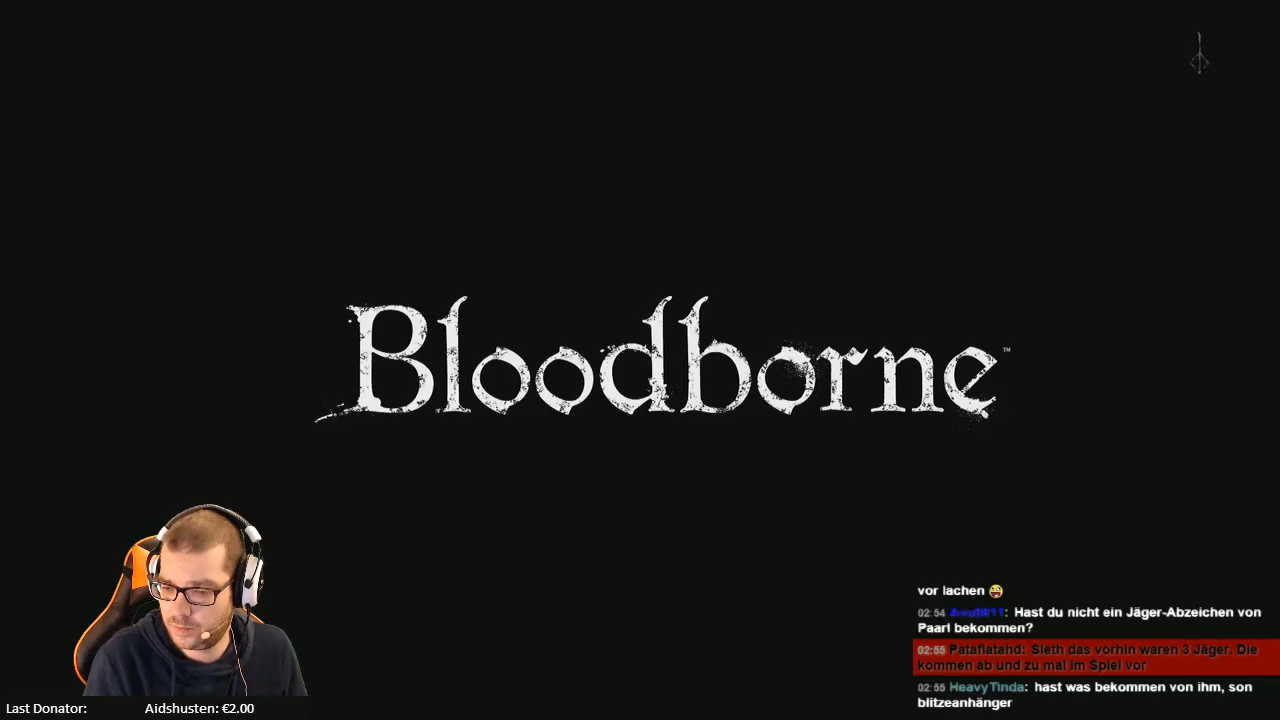 Bloodborne™
vor lachen 😜
02:54 : Hast du nicht ein Jäger-Abzeichen von
Paarl bekommen?
02:55 Patafiatahd: Sieth das vorhin waren 3 Jäger. Die
kommen ab und zu mal im Spiel vor
02:55 HeavyTinda: hast was bekommen von ihm, son
blitzeanhänger
Last Donator: Aidshusten: €2.00